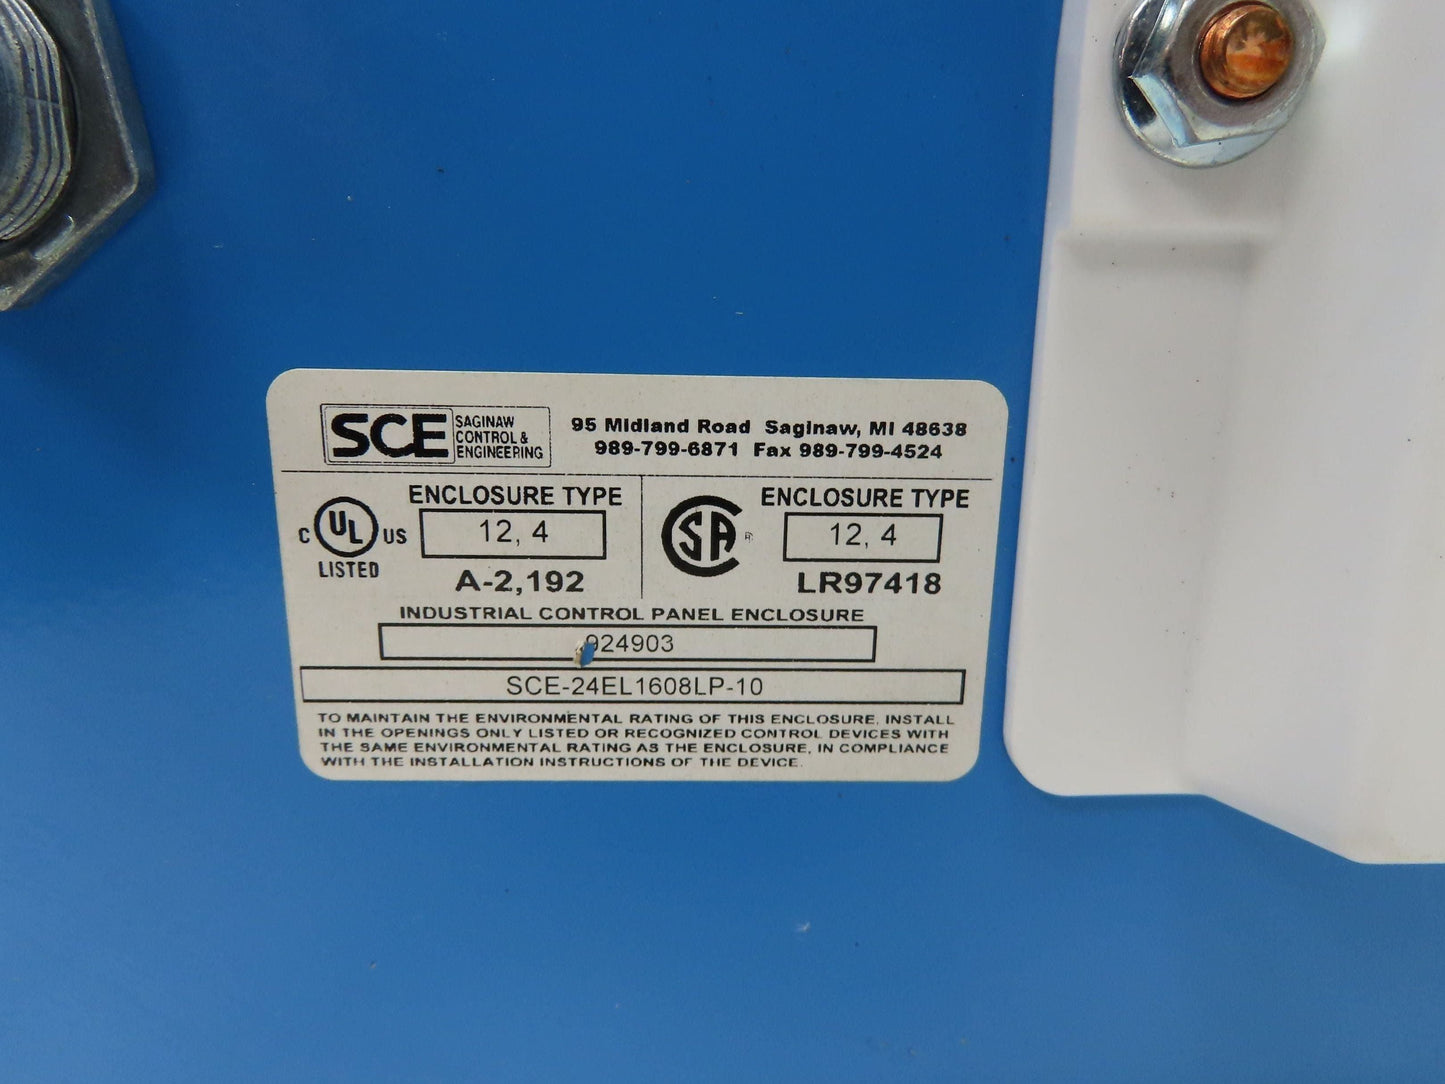 SCE
SAGINAW
CONTROL &
ENGINEERING
95 Midland Road Saginaw, MI 48638
989-799-6871 Fax 989-799-4524
C UL US
LISTED
ENCLOSURE TYPE
12, 4
A-2,192
SA
ENCLOSURE TYPE
12, 4
LR97418
INDUSTRIAL CONTROL PANEL ENCLOSURE
924903
SCE-24EL1608LP-10
TO MAINTAIN THE ENVIRONMENTAL RATING OF THIS ENCLOSURE, INSTALL
IN THE OPENINGS ONLY LISTED OR RECOGNIZED CONTROL DEVICES WITH
THE SAME ENVIRONMENTAL RATING AS THE ENCLOSURE, IN COMPLIANCE
WITH THE INSTALLATION INSTRUCTIONS OF THE DEVICE.